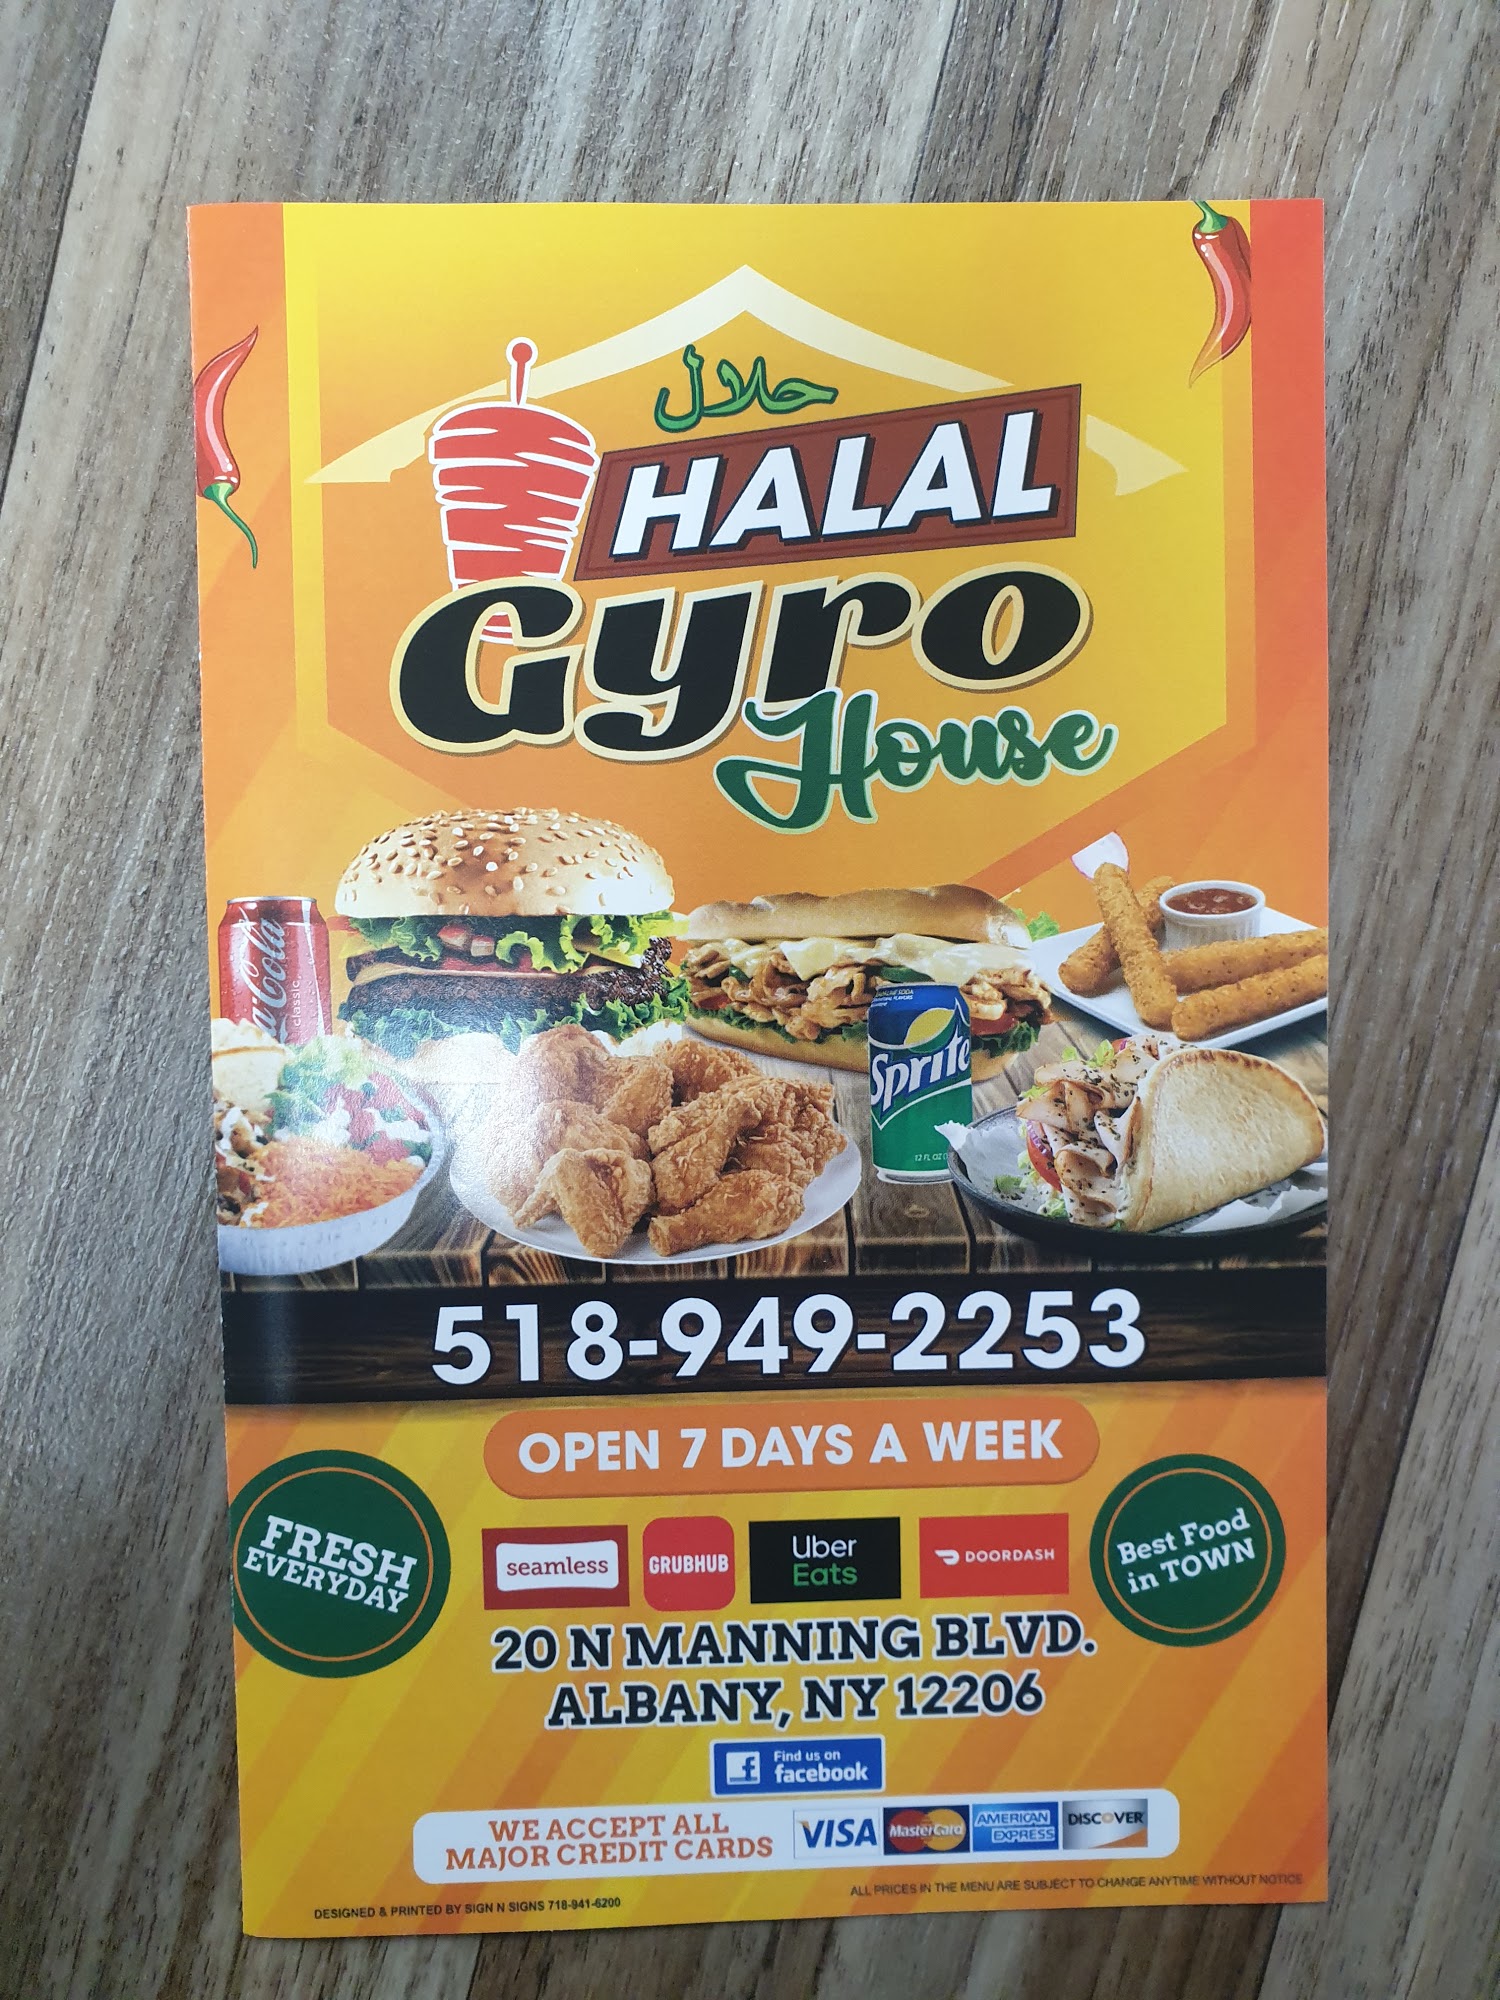 حلال
HALAL
Gyro
House
Coca-Cola
classic
Sprite
12 FL OZ
518-949-2253
OPEN 7 DAYS A WEEK
FRESH
EVERYDAY
seamless
GRUBHUB
Uber
Eats
DOORDASH
Best Food
in TOWN
20 N MANNING BLVD.
ALBANY, NY 12206
f
Find us on
facebook
WE ACCEPT ALL
MAJOR CREDIT CARDS
VISA
MasterCard
AMERICAN
EXPRESS
DISCOVER
ALL PRICES IN THE MENU ARE SUBJECT TO CHANGE ANYTIME WITHOUT NOTICE
DESIGNED & PRINTED BY SIGN N SIGNS 718-941-6200